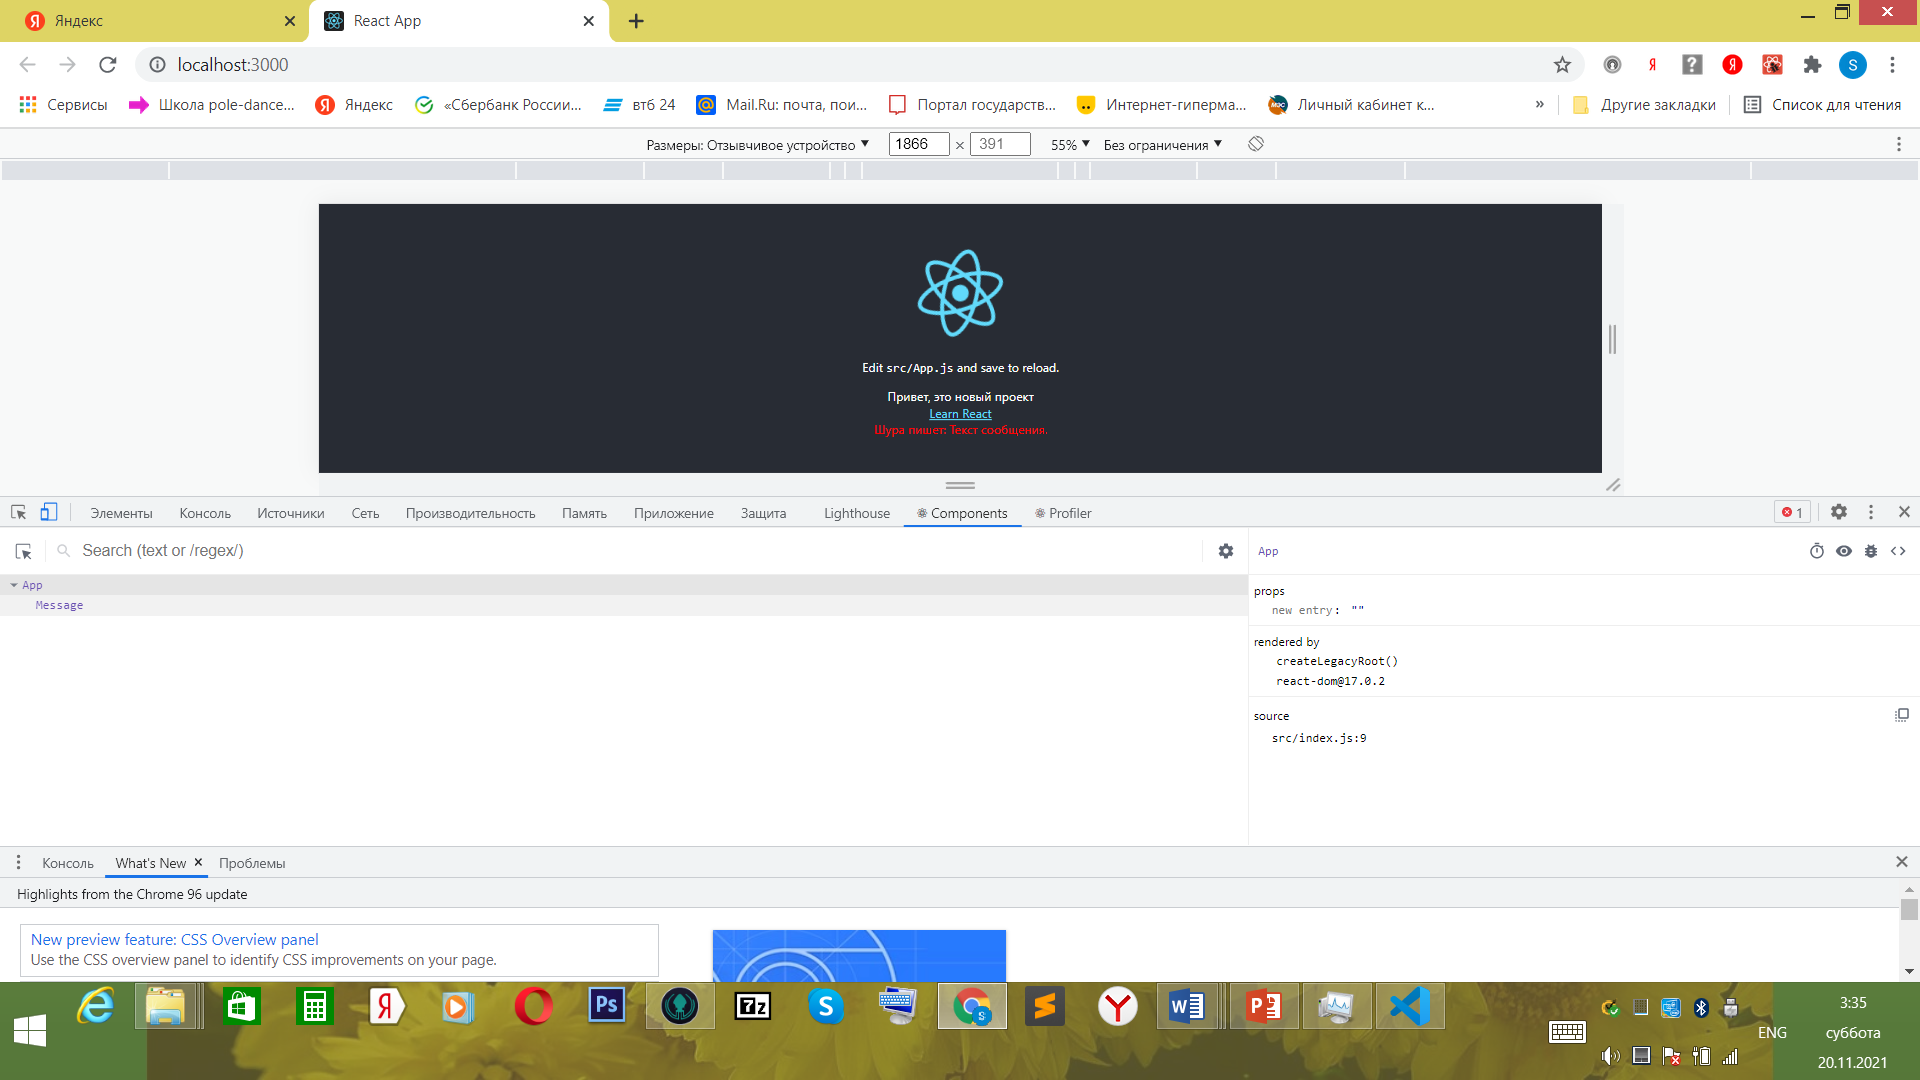 Яндекс
React App
localhost:3000
Сервисы
Школа pole-dance...
Яндекс
«Сбербанк России...
втб 24
Mail.Ru: почта, пои...
Портал государств...
Интернет-гиперма...
Личный кабинет к...
»
Другие закладки
Список для чтения
Размеры: Отзывчивое устройство
1866 × 391
55%
Без ограничения
Edit src/App.js and save to reload.
Привет, это новый проект
Learn React
Шура пишет: Текст сообщения.
Элементы
Консоль
Источники
Сеть
Производительность
Память
Приложение
Защита
Lighthouse
Components
Profiler
1
Search (text or /regex/)
App
App
Message
props
new entry: ""
rendered by
createLegacyRoot()
react-dom@17.0.2
source
src/index.js:9
Консоль
What's New
Проблемы
Highlights from the Chrome 96 update
New preview feature: CSS Overview panel
Use the CSS overview panel to identify CSS improvements on your page.
ENG
3:35
суббота
20.11.2021